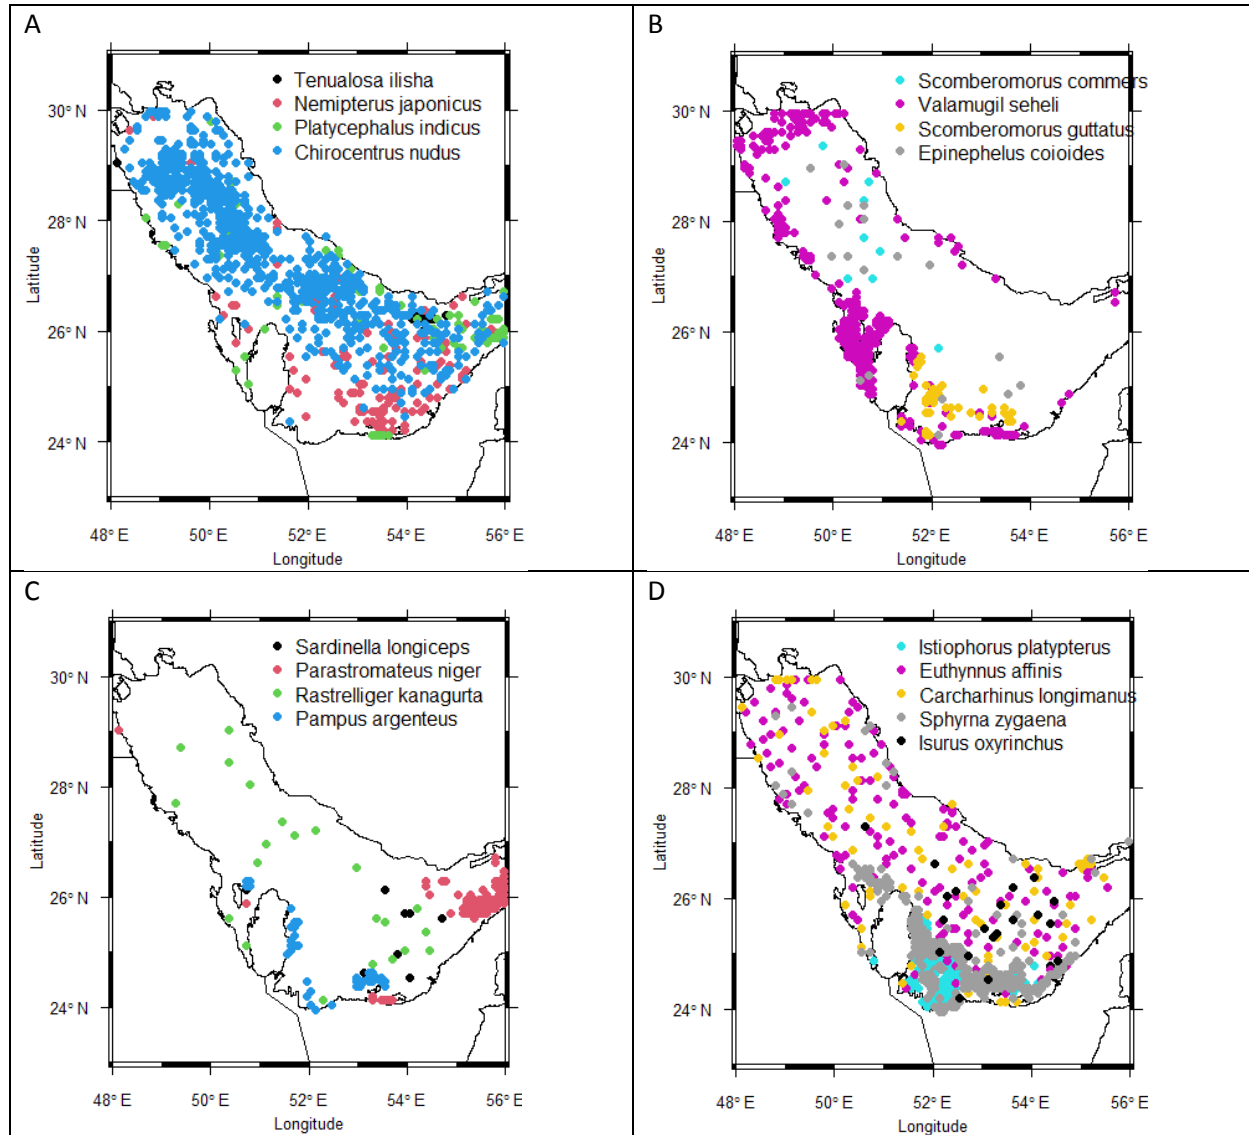 A
Tenualosa ilisha
Nemipterus japonicus
Platycephalus indicus
Chirocentrus nudus
30° N
28° N
26° N
24° N
Latitude
48° E 50° E 52° E 54° E 56° E
Longitude
B
Scomberomorus commers
Valamugil seheli
Scomberomorus guttatus
Epinephelus coioides
30° N
28° N
26° N
24° N
Latitude
48° E 50° E 52° E 54° E 56° E
Longitude
C
Sardinella longiceps
Parastromateus niger
Rastrelliger kanagurta
Pampus argenteus
30° N
28° N
26° N
24° N
Latitude
48° E 50° E 52° E 54° E 56° E
Longitude
D
Istiophorus platypterus
Euthynnus affinis
Carcharhinus longimanus
Sphyrna zygaena
Isurus oxyrinchus
30° N
28° N
26° N
24° N
Latitude
48° E 50° E 52° E 54° E 56° E
Longitude